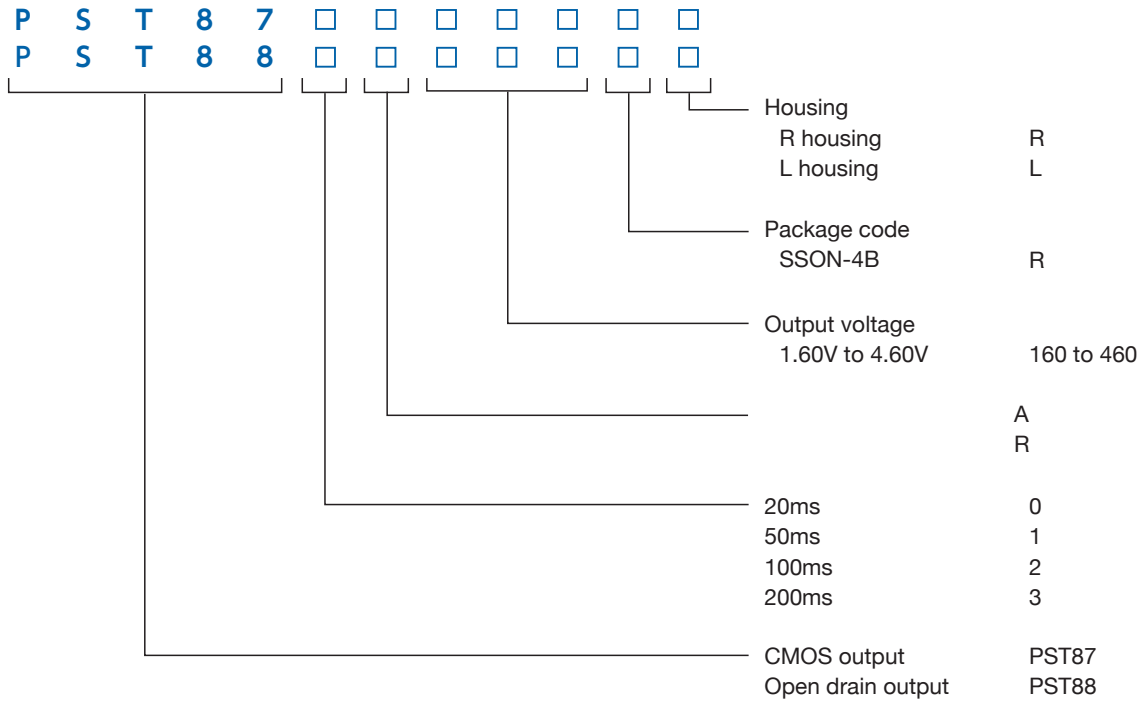 P S T 8 7 □ □ □ □ □ □ □
P S T 8 8 □ □ □ □ □ □ □
Housing
R housing R
L housing L
Package code
SSON-4B R
Output voltage
1.60V to 4.60V 160 to 460
A
R
20ms 0
50ms 1
100ms 2
200ms 3
CMOS output PST87
Open drain output PST88